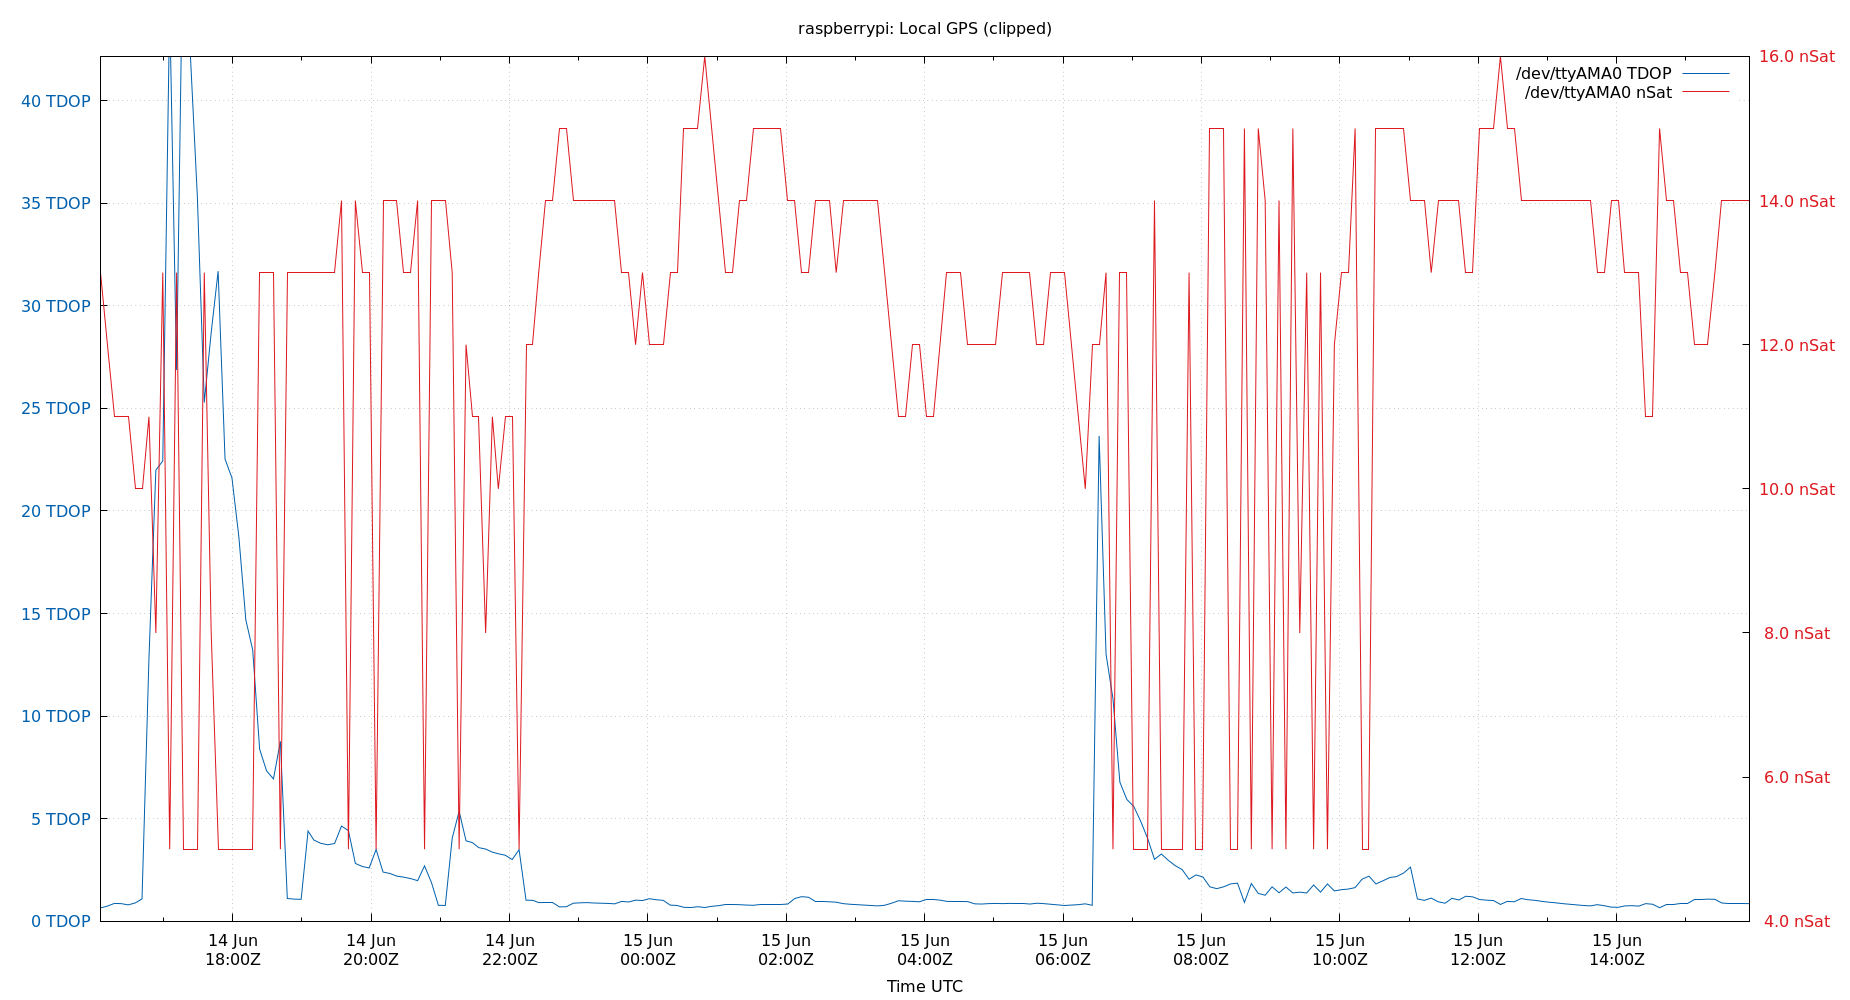 raspberrypi: Local GPS (clipped)
/dev/ttyAMA0 TDOP
/dev/ttyAMA0 nSat
40 TDOP
35 TDOP
30 TDOP
25 TDOP
20 TDOP
15 TDOP
10 TDOP
5 TDOP
0 TDOP
16.0 nSat
14.0 nSat
12.0 nSat
10.0 nSat
8.0 nSat
6.0 nSat
4.0 nSat
14 Jun
18:00Z
14 Jun
20:00Z
14 Jun
22:00Z
15 Jun
00:00Z
15 Jun
02:00Z
15 Jun
04:00Z
15 Jun
06:00Z
15 Jun
08:00Z
15 Jun
10:00Z
15 Jun
12:00Z
15 Jun
14:00Z
Time UTC